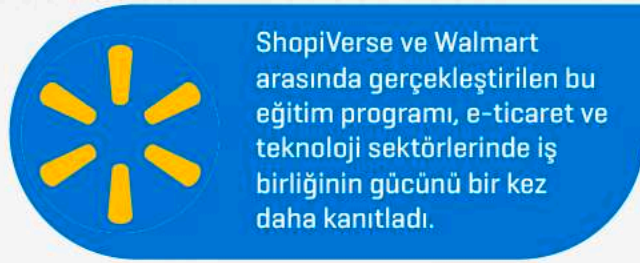 ShopiVerse ve Walmart
arasında gerçekleştirilen bu
eğitim programı, e-ticaret ve
teknoloji sektörlerinde iş
birliğinin gücünü bir kez
daha kanıtladı.